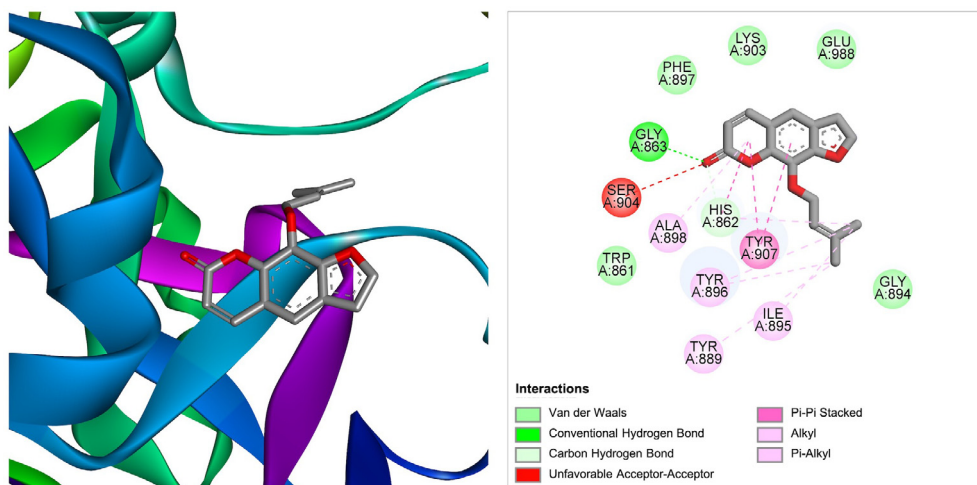 LYS
A:903
GLU
A:988
PHE
A:897
GLY
A:863
SER
A:904
ALA
A:898
HIS
A:862
TYR
A:907
TRP
A:861
TYR
A:896
GLY
A:894
ILE
A:895
TYR
A:889
Interactions
Van der Waals
Conventional Hydrogen Bond
Carbon Hydrogen Bond
Unfavorable Acceptor-Acceptor
Pi-Pi Stacked
Alkyl
Pi-Alkyl